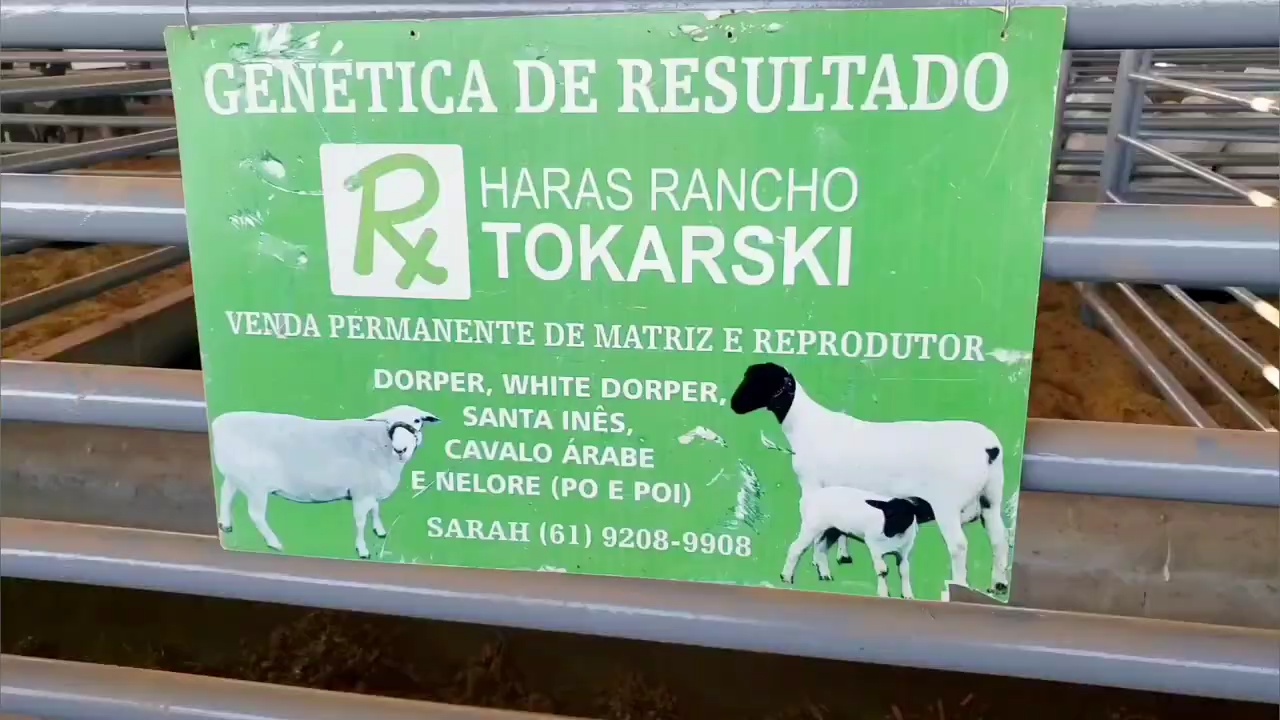 GENÉTICA DE RESULTADO
Rx
HARAS RANCHO
TOKARSKI
VENDA PERMANENTE DE MATRIZ E REPRODUTOR
DORPER, WHITE DORPER,
SANTA INÊS,
CAVALO ÁRABE
E NELORE (PO E POI)
SARAH (61) 9208-9908